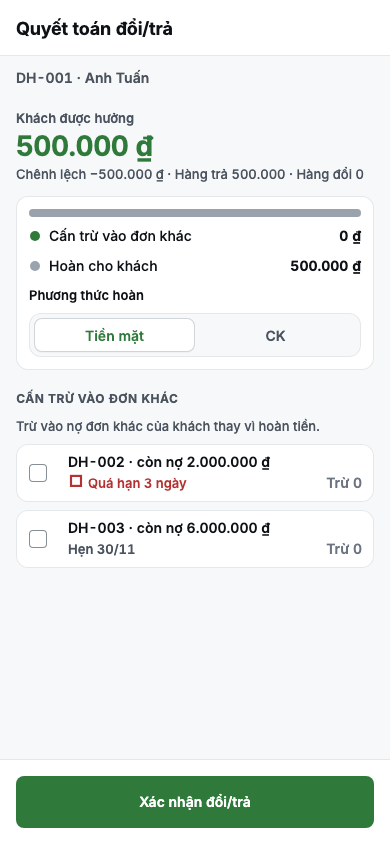 Quyết toán đổi/trả
DH-001 · Anh Tuấn
Khách được hưởng
500.000 ₫
Chênh lệch −500.000 ₫ · Hàng trả 500.000 · Hàng đổi 0
Cấn trừ vào đơn khác 0 ₫
Hoàn cho khách 500.000 ₫
Phương thức hoàn
Tiền mặt CK
CẤN TRỪ VÀO ĐƠN KHÁC
Trừ vào nợ đơn khác của khách thay vì hoàn tiền.
DH-002 · còn nợ 2.000.000 ₫
Quá hạn 3 ngày Trừ 0
DH-003 · còn nợ 6.000.000 ₫
Hẹn 30/11 Trừ 0
Xác nhận đổi/trả